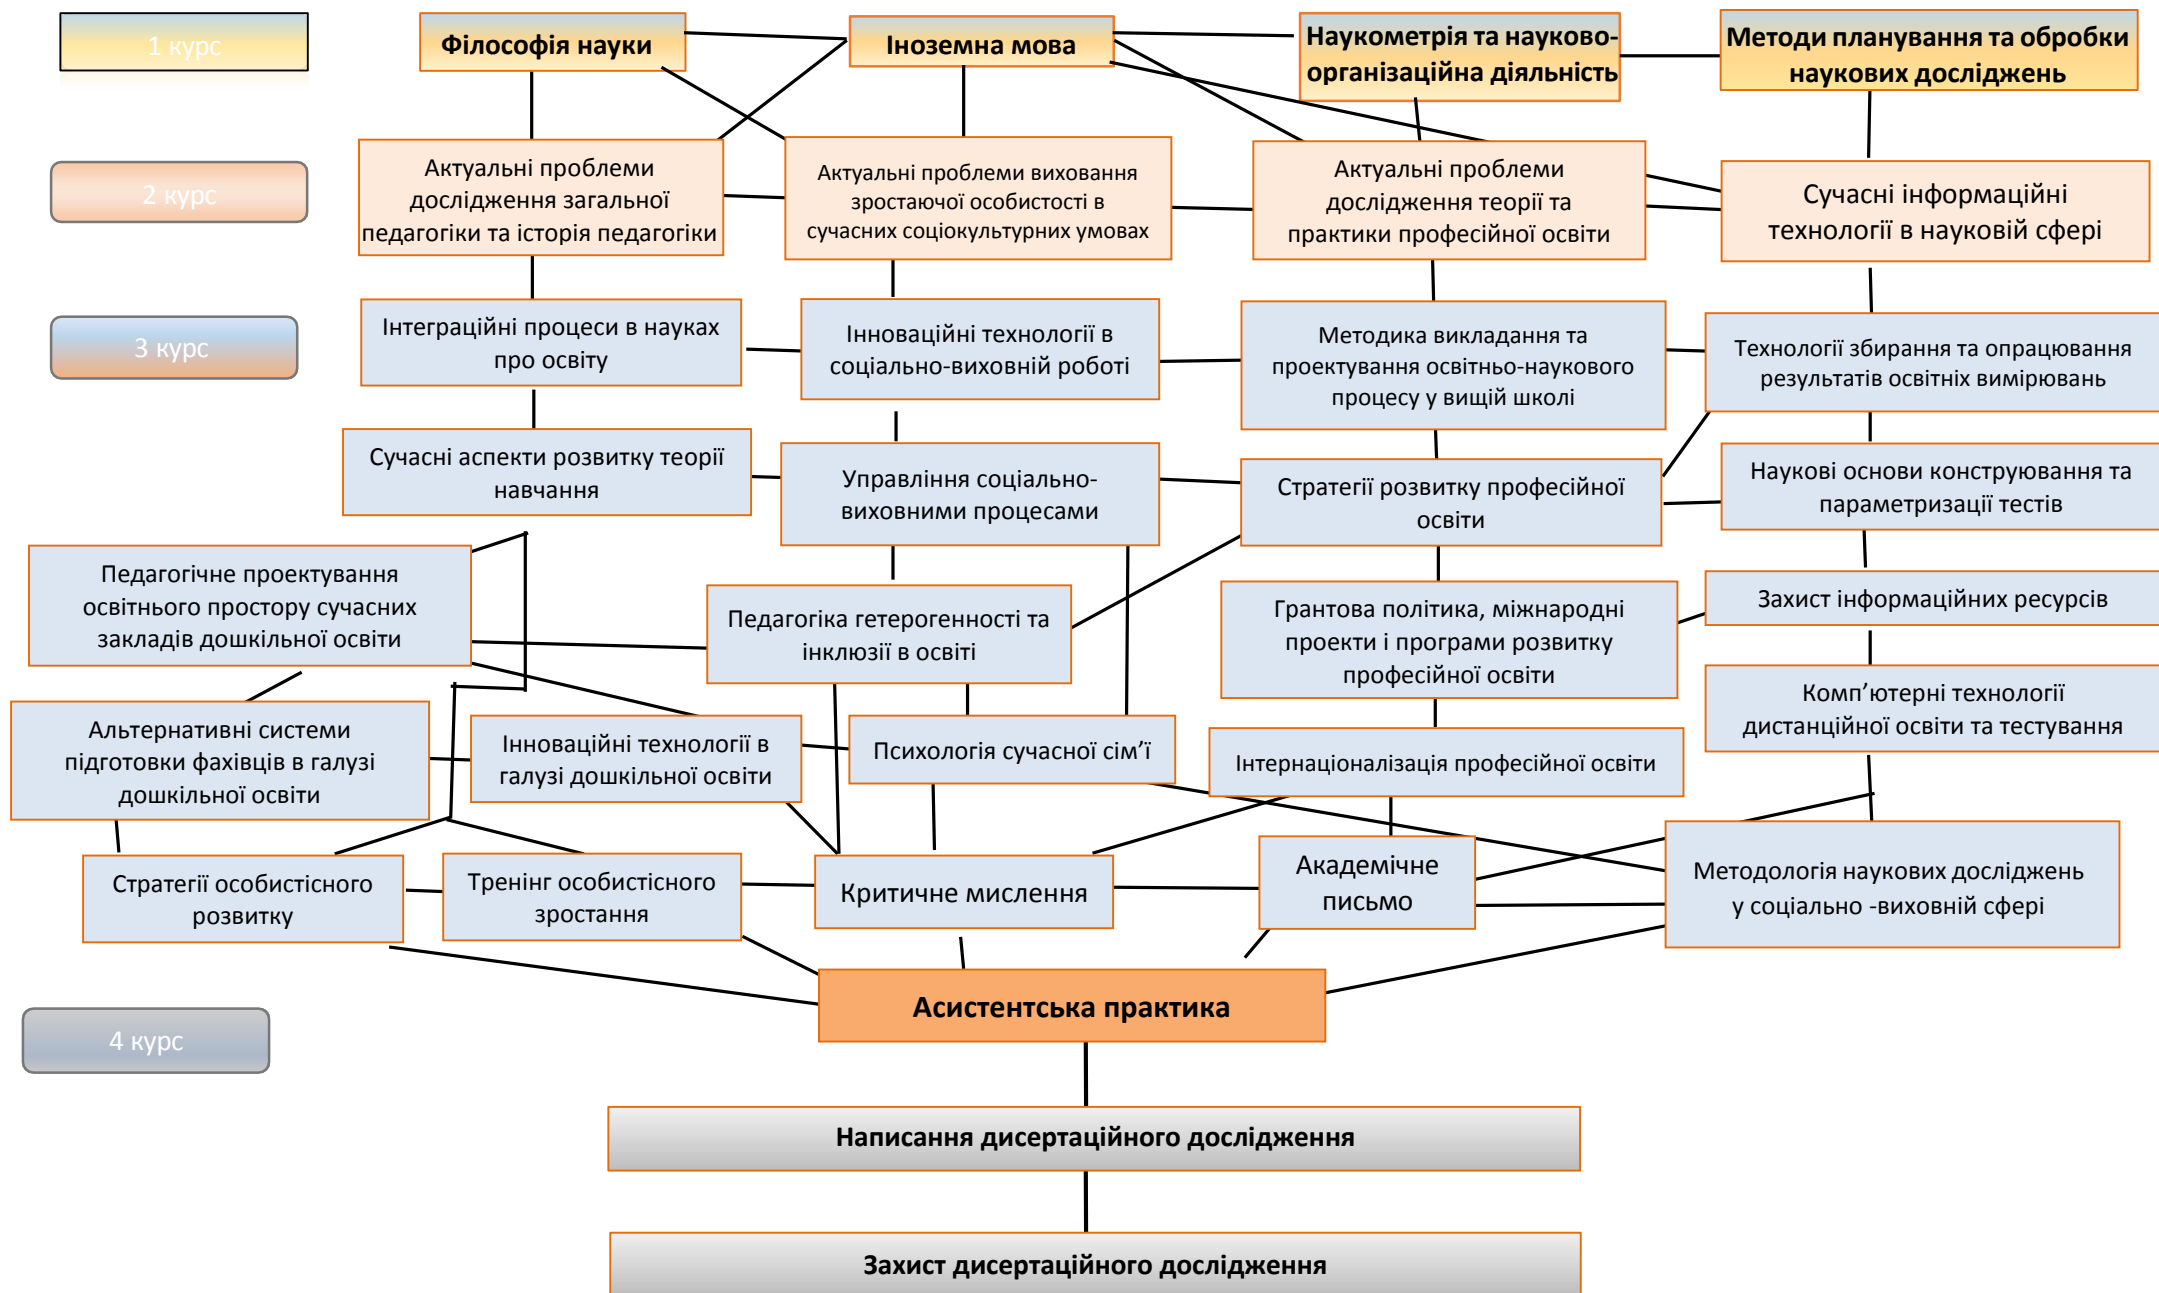 1 курс
Філософія науки
Іноземна мова
Наукометрія та науково-
організаційна діяльність
Методи планування та обробки
наукових досліджень
2 курс
Актуальні проблеми
дослідження загальної
педагогіки та історія педагогіки
Актуальні проблеми виховання
зростаючої особистості в
сучасних соціокультурних умовах
Актуальні проблеми
дослідження теорії та
практики професійної освіти
Сучасні інформаційні
технології в науковій сфері
3 курс
Інтеграційні процеси в науках
про освіту
Інноваційні технології в
соціально-виховній роботі
Методика викладання та
проектування освітньо-наукового
процесу у вищій школі
Технології збирання та опрацювання
результатів освітніх вимірювань
Сучасні аспекти розвитку теорії
навчання
Управління соціально-
виховними процесами
Стратегії розвитку професійної
освіти
Наукові основи конструювання та
параметризації тестів
Педагогічне проектування
освітнього простору сучасних
закладів дошкільної освіти
Педагогіка гетерогенності та
інклюзії в освіті
Грантова політика, міжнародні
проекти і програми розвитку
професійної освіти
Захист інформаційних ресурсів
Альтернативні системи
підготовки фахівців в галузі
дошкільної освіти
Інноваційні технології в
галузі дошкільної освіти
Психологія сучасної сім’ї
Інтернаціоналізація професійної освіти
Комп’ютерні технології
дистанційної освіти та тестування
Стратегії особистісного
розвитку
Тренінг особистісного
зростання
Критичне мислення
Академічне
письмо
Методологія наукових досліджень
у соціально -виховній сфері
Асистентська практика
4 курс
Написання дисертаційного дослідження
Захист дисертаційного дослідження